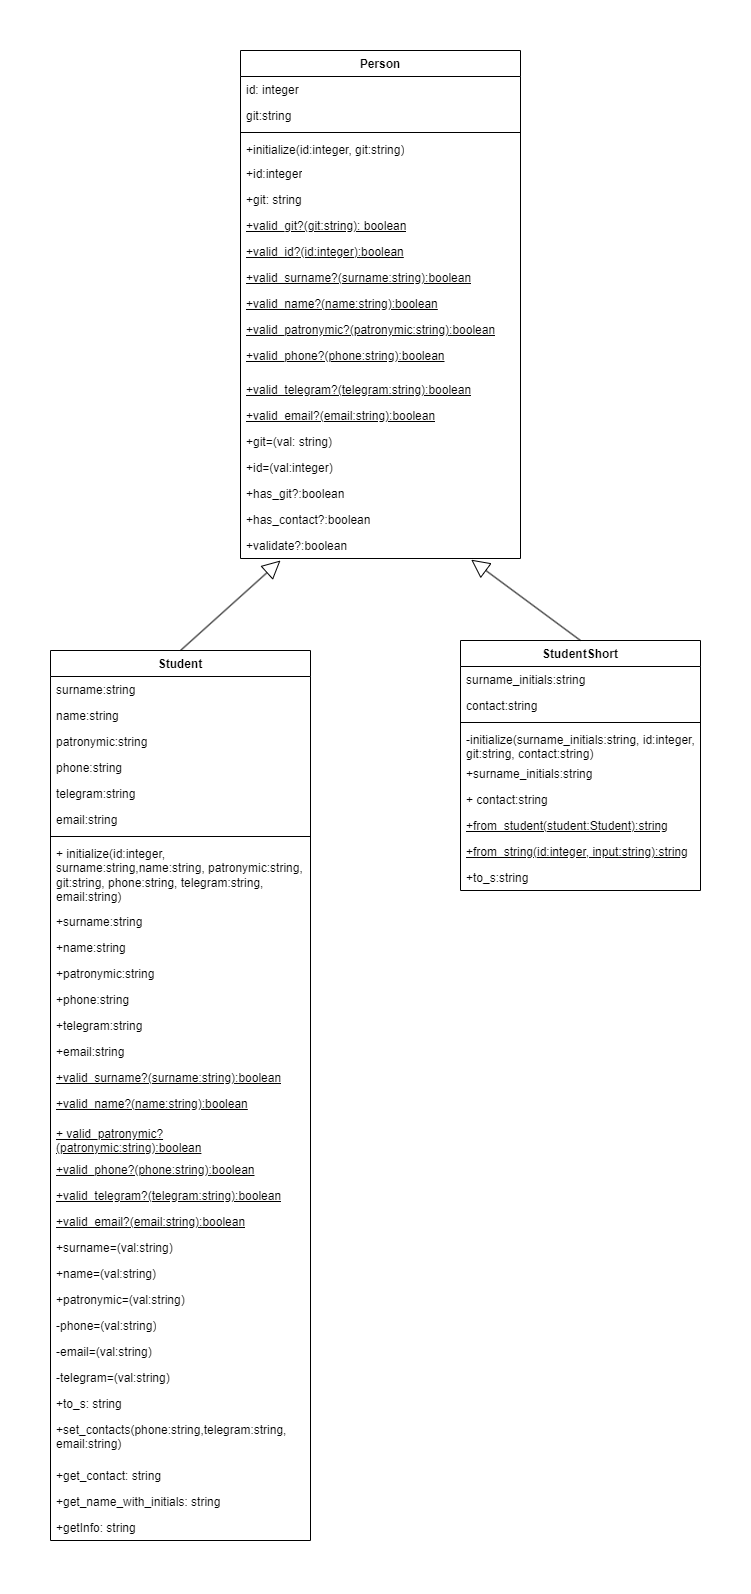 Person
id: integer
git:string
+initialize(id:integer, git:string)
+id:integer
+git: string
+valid_git?(git:string): boolean
+valid_id?(id:integer):boolean
+valid_surname?(surname:string):boolean
+valid_name?(name:string):boolean
+valid_patronymic?(patronymic:string):boolean
+valid_phone?(phone:string):boolean
+valid_telegram?(telegram:string):boolean
+valid_email?(email:string):boolean
+git=(val: string)
+id=(val:integer)
+has_git?:boolean
+has_contact?:boolean
+validate?:boolean
Student
surname:string
name:string
patronymic:string
phone:string
telegram:string
email:string
+ initialize(id:integer,
surname:string,name:string, patronymic:string,
git:string, phone:string, telegram:string,
email:string)
+surname:string
+name:string
+patronymic:string
+phone:string
+telegram:string
+email:string
+valid_surname?(surname:string):boolean
+valid_name?(name:string):boolean
+ valid_patronymic?
(patronymic:string):boolean
+valid_phone?(phone:string):boolean
+valid_telegram?(telegram:string):boolean
+valid_email?(email:string):boolean
+surname=(val:string)
+name=(val:string)
+patronymic=(val:string)
-phone=(val:string)
-email=(val:string)
-telegram=(val:string)
+to_s: string
+set_contacts(phone:string,telegram:string,
email:string)
+get_contact: string
+get_name_with_initials: string
+getInfo: string
StudentShort
surname_initials:string
contact:string
-initialize(surname_initials:string, id:integer,
git:string, contact:string)
+surname_initials:string
+ contact:string
+from_student(student:Student):string
+from_string(id:integer, input:string):string
+to_s:string